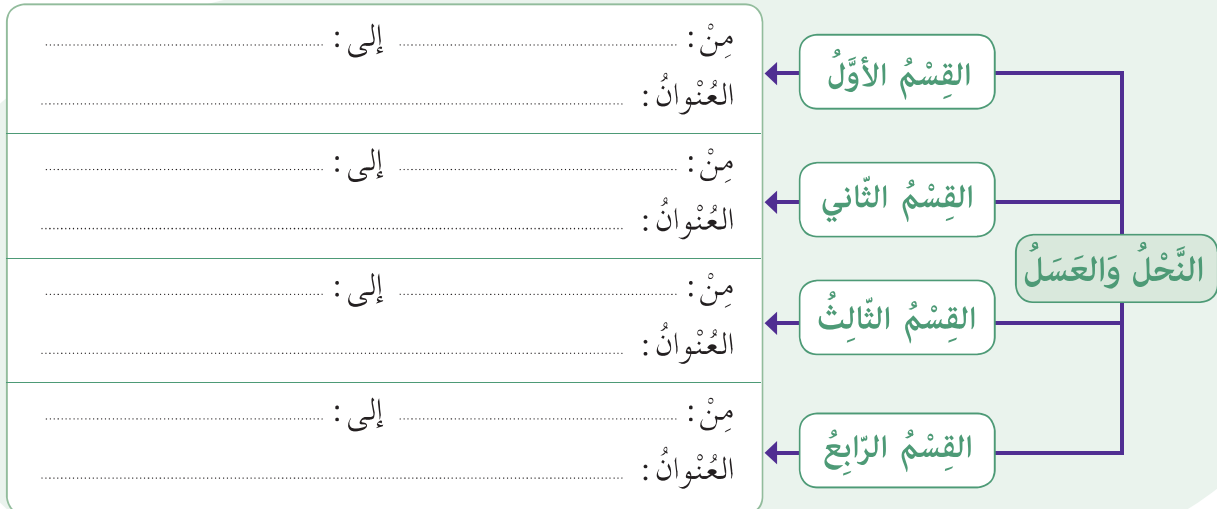 النَّحْلُ وَالعَسَلُ
القِسْمُ الأوَّلُ
مِنْ: ........ إلى: ........
العُنْوانُ: ........
القِسْمُ الثّاني
مِنْ: ........ إلى: ........
العُنْوانُ: ........
القِسْمُ الثّالِثُ
مِنْ: ........ إلى: ........
العُنْوانُ: ........
القِسْمُ الرّابِعُ
مِنْ: ........ إلى: ........
العُنْوانُ: ........